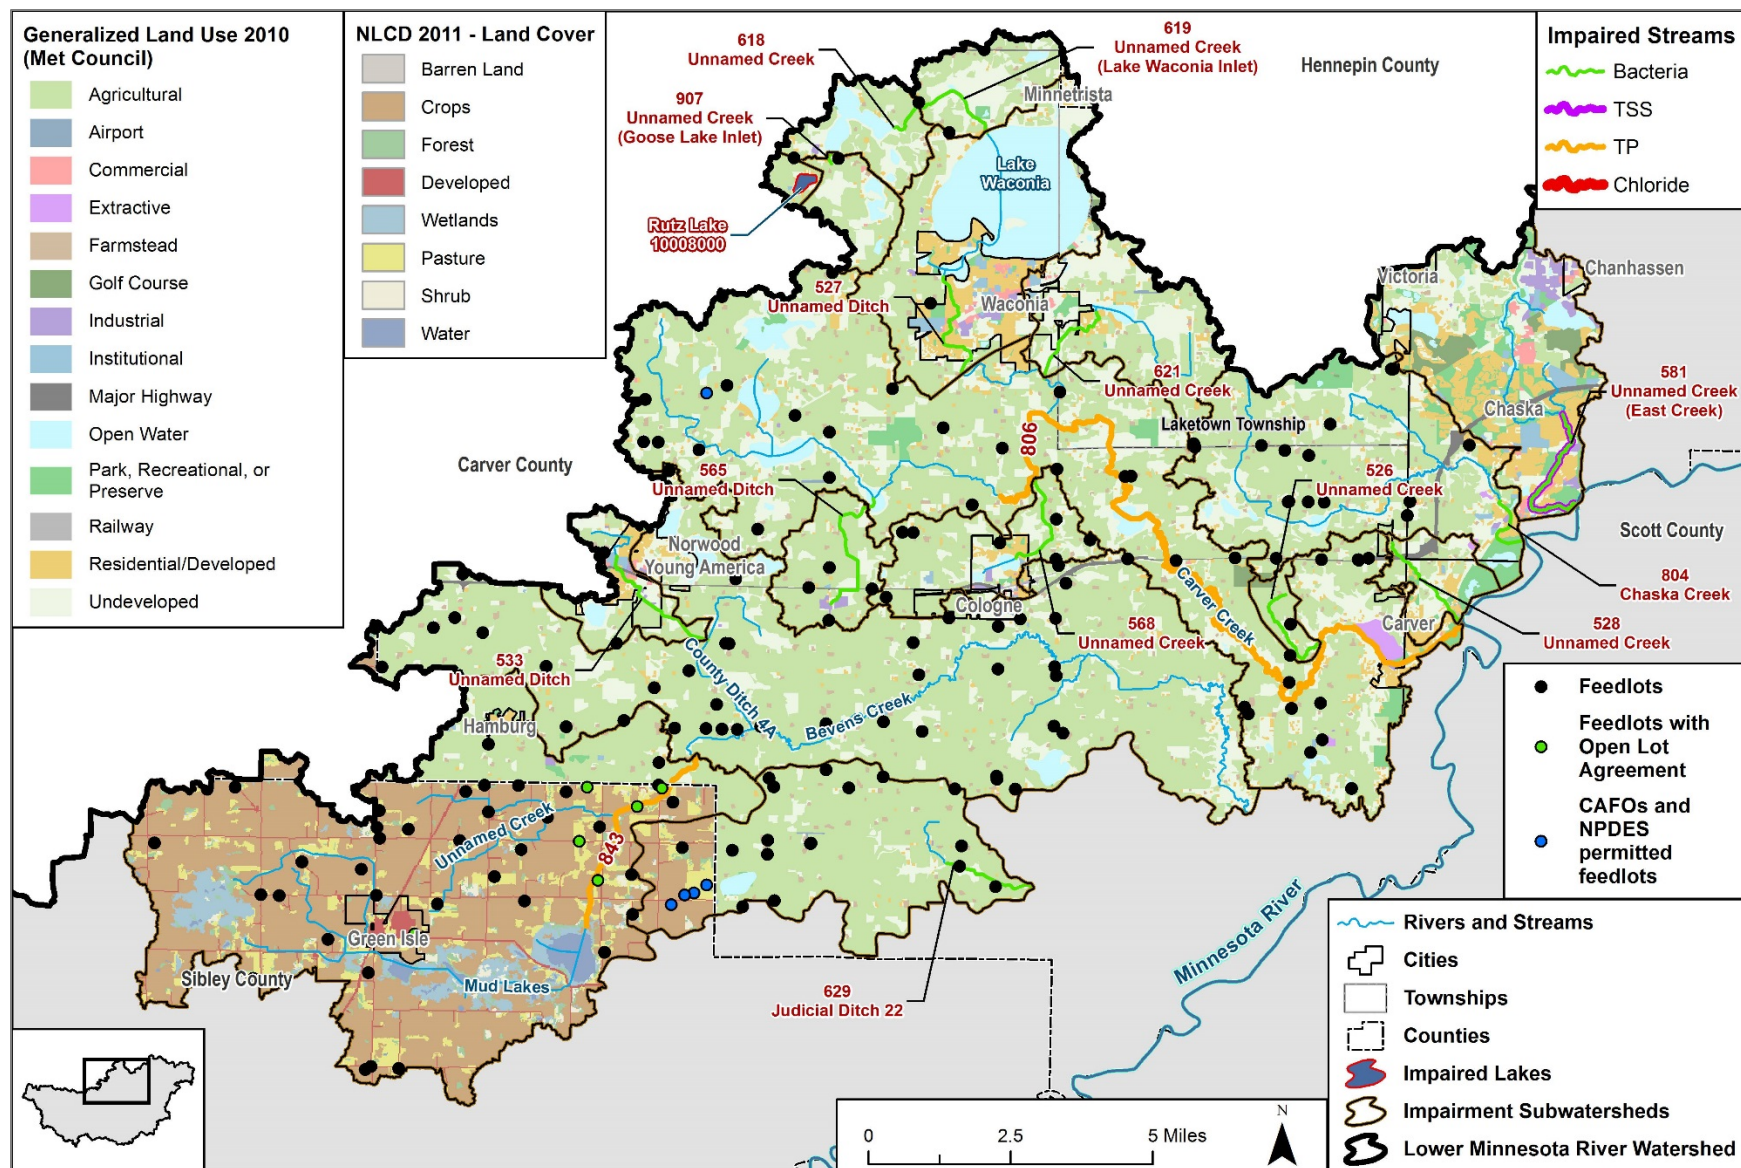 Generalized Land Use 2010
(Met Council)
Agricultural
Airport
Commercial
Extractive
Farmstead
Golf Course
Industrial
Institutional
Major Highway
Open Water
Park, Recreational, or
Preserve
Railway
Residential/Developed
Undeveloped
NLCD 2011 - Land Cover
Barren Land
Crops
Forest
Developed
Wetlands
Pasture
Shrub
Water
Impaired Streams
Bacteria
TSS
TP
Chloride
618
Unnamed Creek
619
Unnamed Creek
(Lake Waconia Inlet)
Hennepin County
Minnetrista
907
Unnamed Creek
(Goose Lake Inlet)
Lake
Waconia
Rutz Lake
10008000
527
Unnamed Ditch
Waconia
Victoria
Chanhassen
621
Unnamed Creek
581
Unnamed Creek
(East Creek)
Chaska
Laketown Township
806
Carver County
565
Unnamed Ditch
526
Unnamed Creek
Scott County
Norwood
Young America
Cologne
Carver Creek
Carver
804
Chaska Creek
528
Unnamed Creek
568
Unnamed Creek
533
Unnamed Ditch
County Ditch 4A
Bevens Creek
Hamburg
Unnamed Creek
843
Green Isle
Sibley County
Mud Lakes
629
Judicial Ditch 22
Minnesota River
Feedlots
Feedlots with
Open Lot
Agreement
CAFOs and
NPDES
permitted
feedlots
Rivers and Streams
Cities
Townships
Counties
Impaired Lakes
Impairment Subwatersheds
Lower Minnesota River Watershed
0 2.5 5 Miles
N